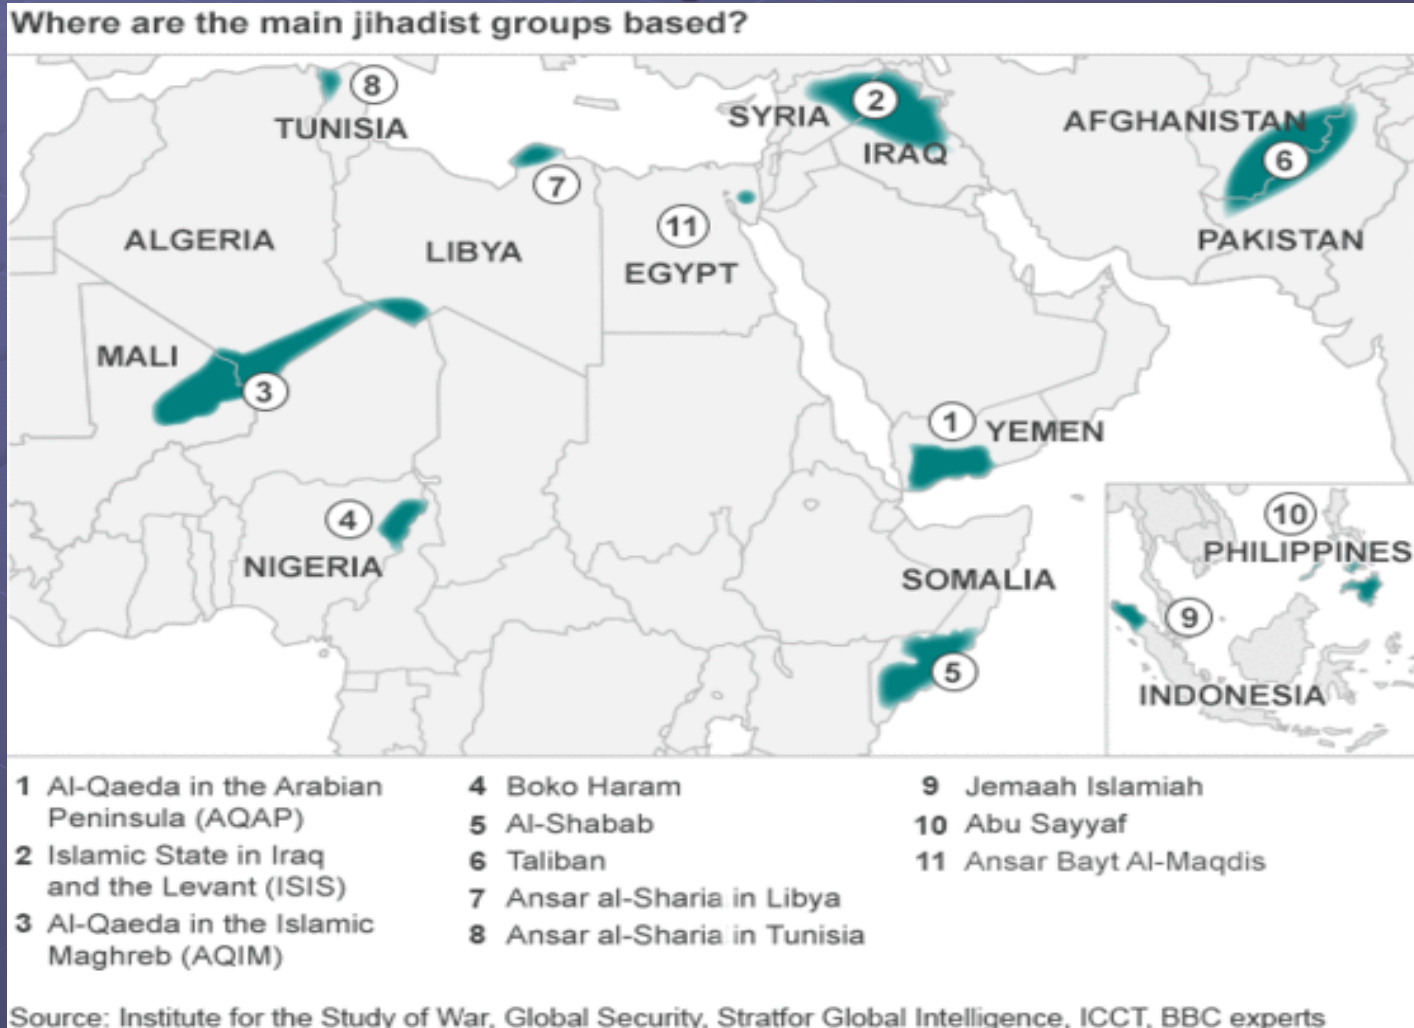 Where are the main jihadist groups based?
8
TUNISIA
SYRIA
2
IRAQ
AFGHANISTAN
6
PAKISTAN
7
ALGERIA
LIBYA
11
EGYPT
MALI
3
1
YEMEN
4
NIGERIA
SOMALIA
5
10
PHILIPPINES
9
INDONESIA
1 Al-Qaeda in the Arabian
Peninsula (AQAP)
2 Islamic State in Iraq
and the Levant (ISIS)
3 Al-Qaeda in the Islamic
Maghreb (AQIM)
4 Boko Haram
5 Al-Shabab
6 Taliban
7 Ansar al-Sharia in Libya
8 Ansar al-Sharia in Tunisia
9 Jemaah Islamiah
10 Abu Sayyaf
11 Ansar Bayt Al-Maqdis
Source: Institute for the Study of War, Global Security, Stratfor Global Intelligence, ICCT, BBC experts